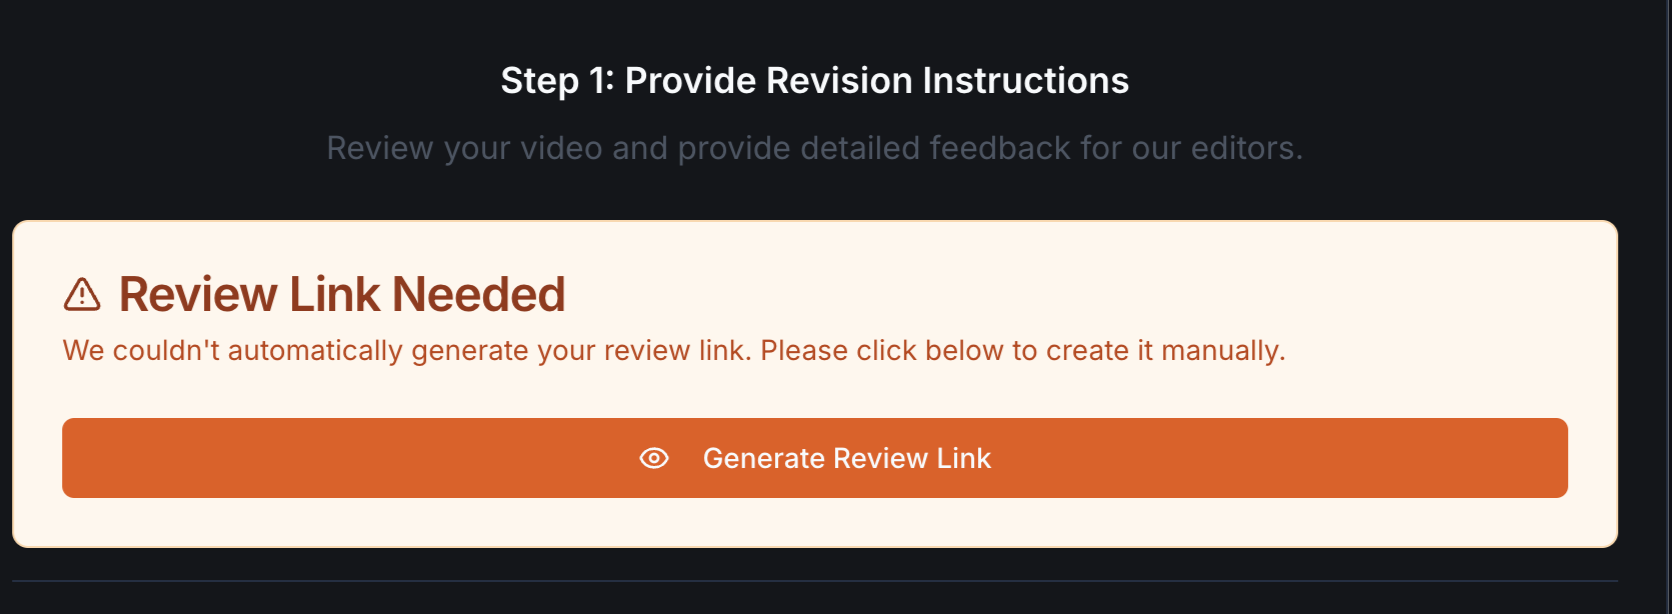 Step 1: Provide Revision Instructions
Review your video and provide detailed feedback for our editors.
Review Link Needed
We couldn't automatically generate your review link. Please click below to create it manually.
Generate Review Link